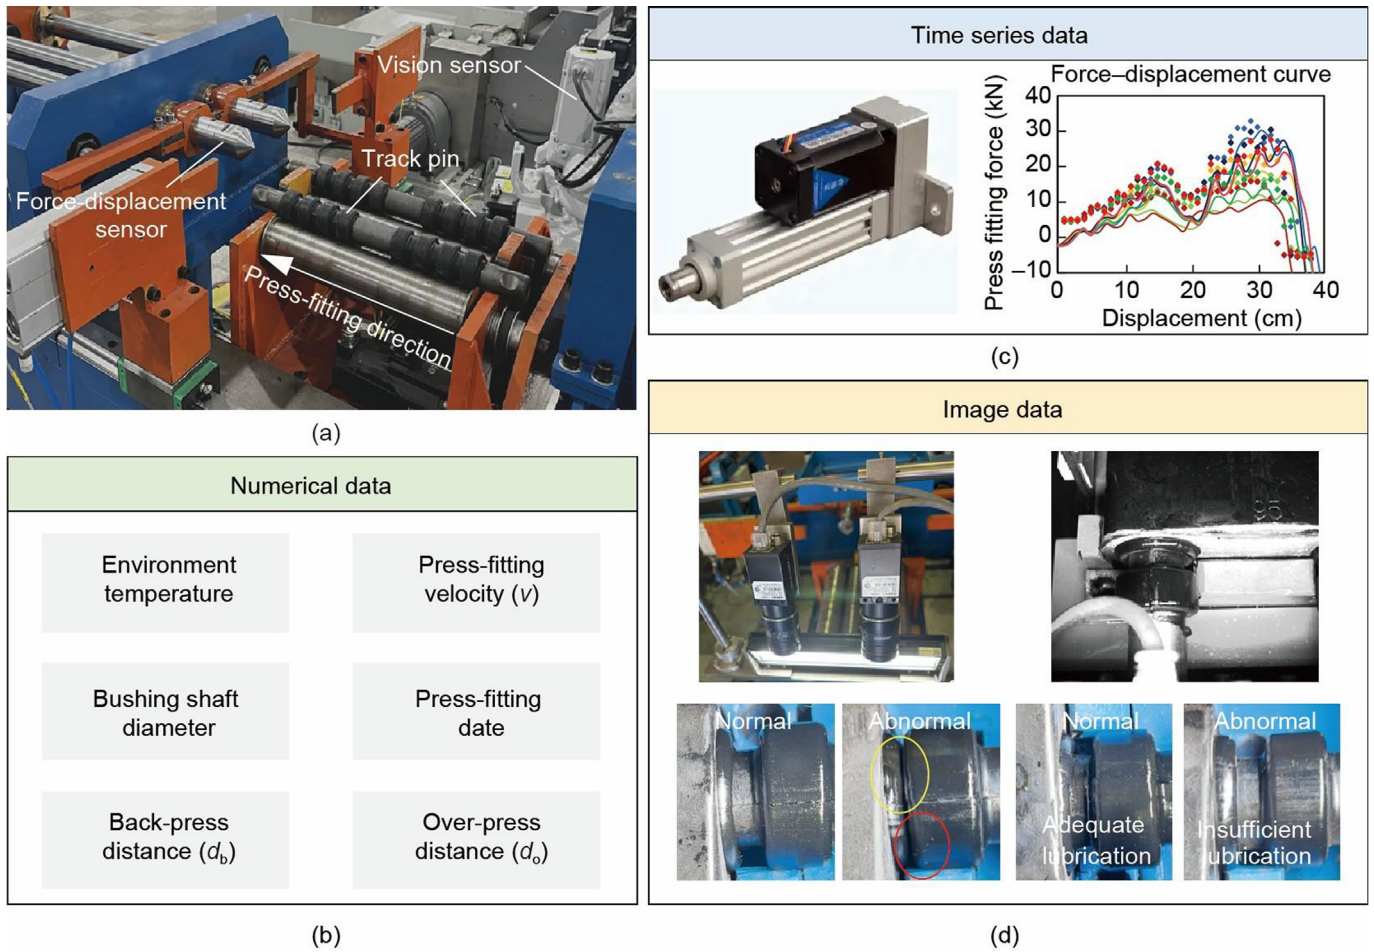 Vision sensor
Track pin
Force-displacement
sensor
Press-fitting direction
(a)
Numerical data
Environment
temperature
Press-fitting
velocity (v)
Bushing shaft
diameter
Press-fitting
date
Back-press
distance (db)
Over-press
distance (do)
(b)
Time series data
Force–displacement curve
Press fitting force (kN)
40
30
20
10
0
–10
0
10
20
30
40
Displacement (cm)
(c)
Image data
95
Normal
Abnormal
Normal
Adequate
lubrication
Abnormal
Insufficient
lubrication
(d)